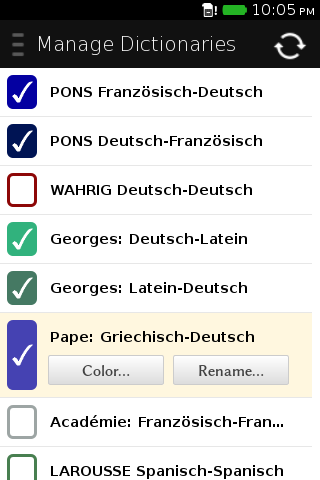 10:05 PM
Manage Dictionaries
PONS Französisch-Deutsch
PONS Deutsch-Französisch
WAHRIG Deutsch-Deutsch
Georges: Deutsch-Latein
Georges: Latein-Deutsch
Pape: Griechisch-Deutsch
Color... Rename...
Académie: Französisch-Fran...
LAROUSSE Spanisch-Spanisch